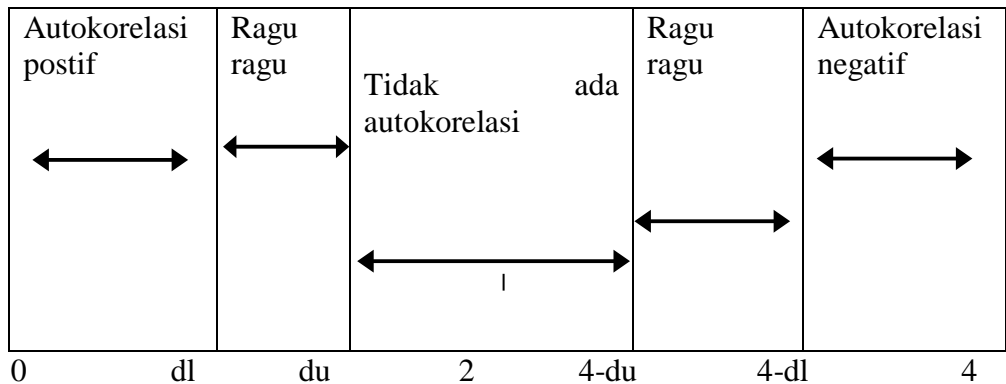 Autokorelasi
postif
Ragu
ragu
Tidak ada
autokorelasi
Ragu
ragu
Autokorelasi
negatif
0 dl du 2 4-du 4-dl 4